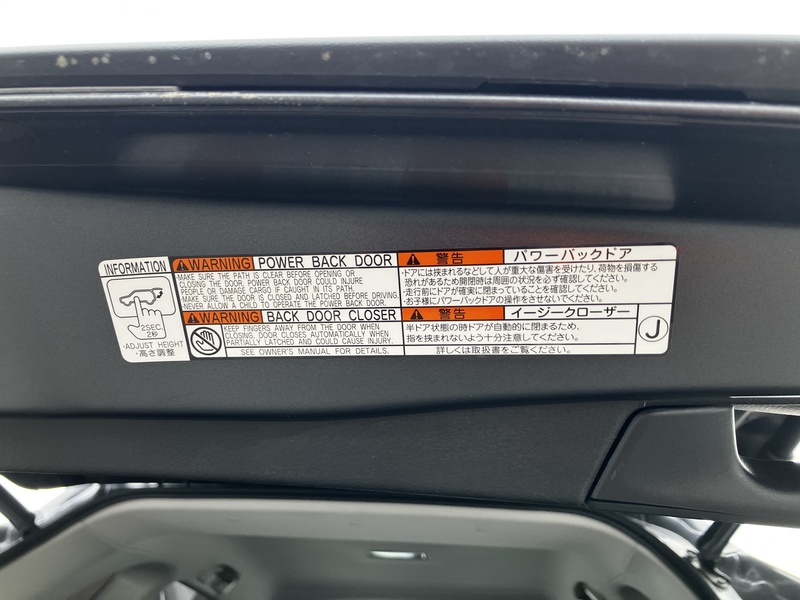 INFORMATION
2SEC.
2秒
・ADJUST HEIGHT
・高さ調整
WARNING POWER BACK DOOR
MAKE SURE THE PATH IS CLEAR BEFORE OPENING OR
CLOSING THE DOOR. POWER BACK DOOR COULD INJURE
PEOPLE OR DAMAGE CARGO IF CAUGHT IN ITS PATH.
MAKE SURE THE DOOR IS CLOSED AND LATCHED BEFORE DRIVING.
NEVER ALLOW A CHILD TO OPERATE THE POWER BACK DOOR.
WARNING BACK DOOR CLOSER
KEEP FINGERS AWAY FROM THE DOOR WHEN
CLOSING. DOOR CLOSES AUTOMATICALLY WHEN
PARTIALLY LATCHED AND COULD CAUSE INJURY.
SEE OWNER'S MANUAL FOR DETAILS.
警告 パワーバックドア
・ドアには挟まれるなどして人が重大な傷害を受けたり、荷物を損傷する
恐れがあるため開閉時は周囲の状況を必ず確認してください。
・走行前にドアが確実に閉まっていることを確認してください。
・お子様にパワーバックドアの操作をさせないでください。
警告 イージークローザー
半ドア状態の時ドアが自動的に閉まるため、
指を挟まれないよう十分注意してください。
詳しくは取扱書をご覧ください。
J